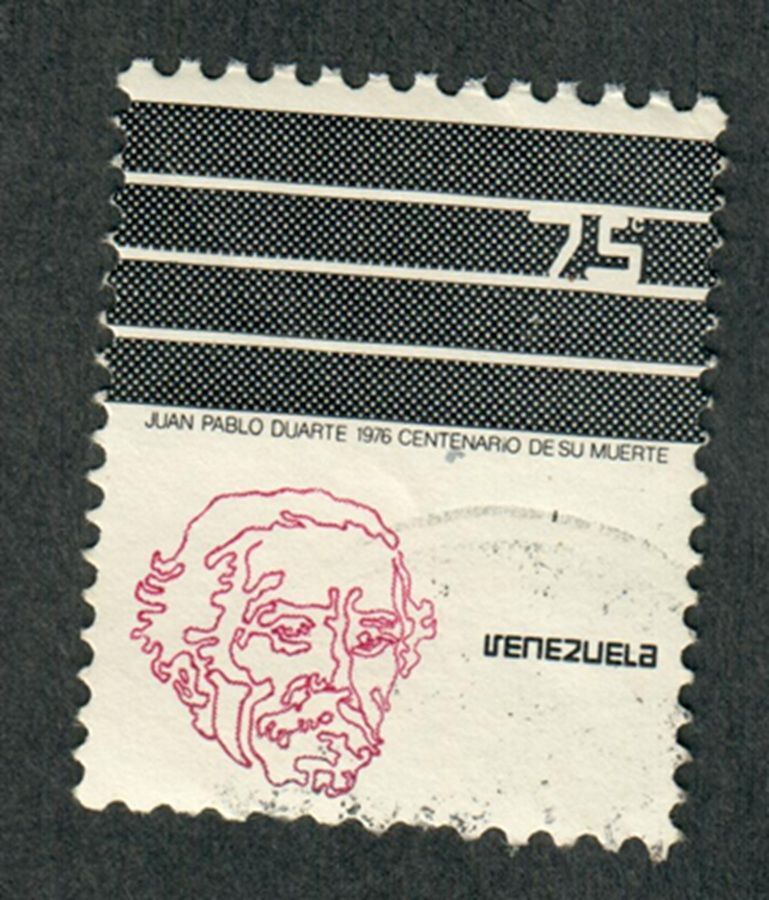 75c
JUAN PABLO DUARTE 1976 CENTENARIO DE SU MUERTE
VENEZUELA